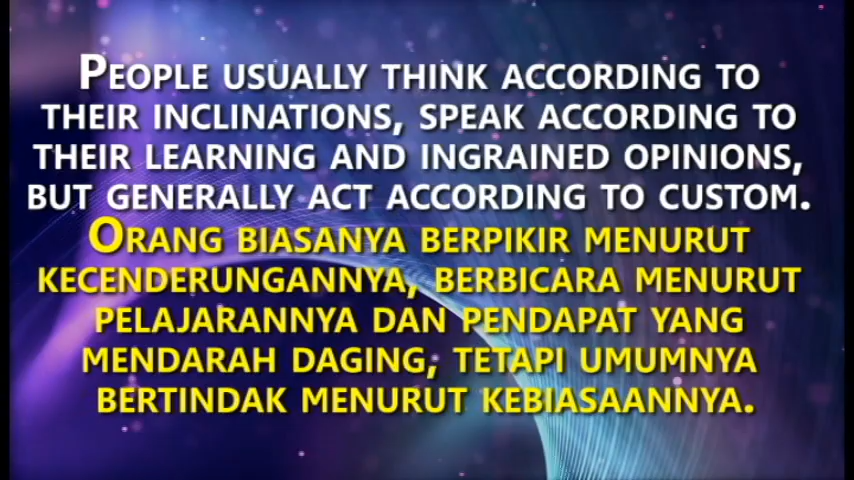 People usually think according to
their inclinations, speak according to
their learning and ingrained opinions,
but generally act according to custom.
Orang biasanya berpikir menurut
kecenderungannya, berbicara menurut
pelajarannya dan pendapat yang
mendarah daging, tetapi umumnya
bertindak menurut kebiasaannya.